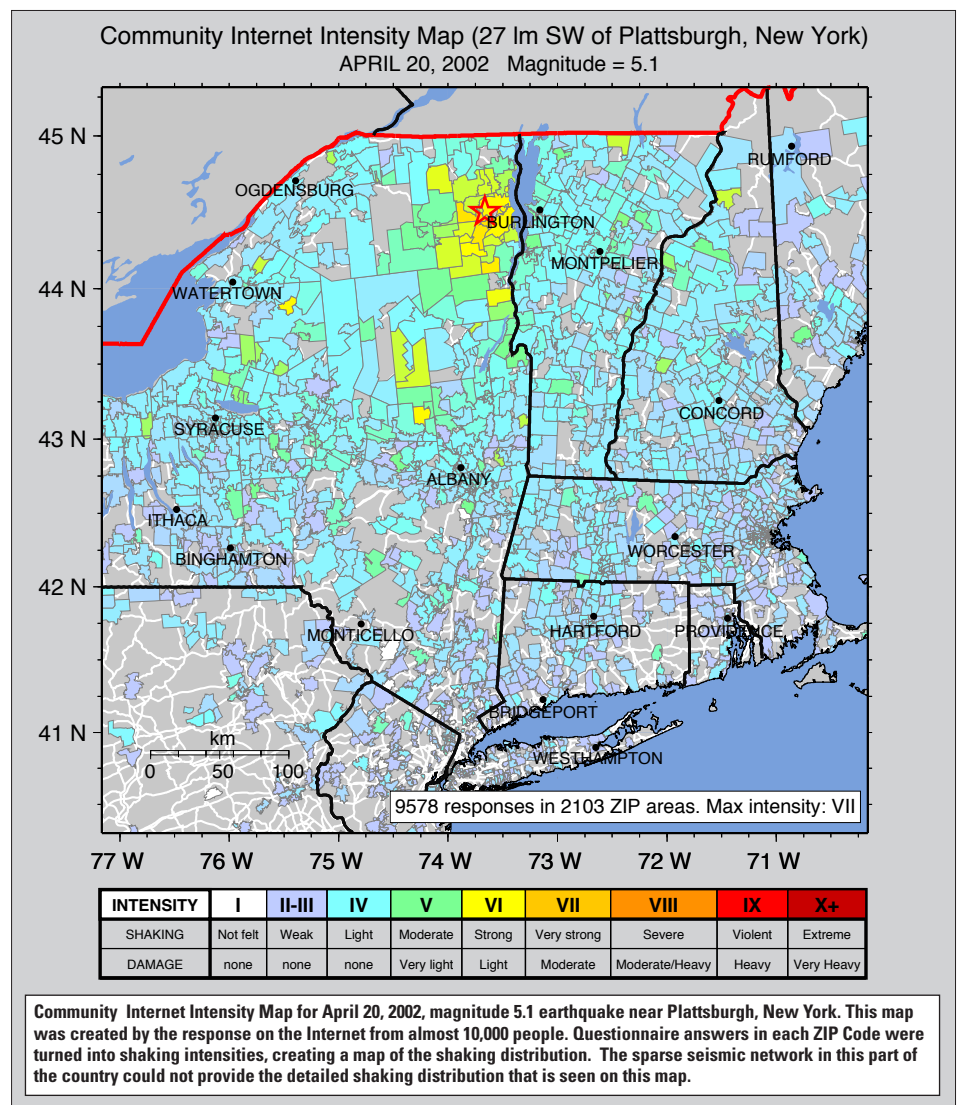 Community Internet Intensity Map (27 lm SW of Plattsburgh, New York)
APRIL 20, 2002 Magnitude = 5.1
45 N
44 N
43 N
42 N
41 N
RUMFORD
OGDENSBURG
BURLINGTON
MONTPELIER
WATERTOWN
CONCORD
SYRACUSE
ALBANY
ITHACA
WORCESTER
BINGHAMTON
MONTICELLO
HARTFORD
PROVIDENCE
BRIDGEPORT
WESTHAMPTON
km
0 50 100
9578 responses in 2103 ZIP areas. Max intensity: VII
77 W 76 W 75 W 74 W 73 W 72 W 71 W
INTENSITY I II-III IV V VI VII VIII IX X+
SHAKING Not felt Weak Light Moderate Strong Very strong Severe Violent Extreme
DAMAGE none none none Very light Light Moderate Moderate/Heavy Heavy Very Heavy
Community Internet Intensity Map for April 20, 2002, magnitude 5.1 earthquake near Plattsburgh, New York. This map
was created by the response on the Internet from almost 10,000 people. Questionnaire answers in each ZIP Code were
turned into shaking intensities, creating a map of the shaking distribution. The sparse seismic network in this part of
the country could not provide the detailed shaking distribution that is seen on this map.